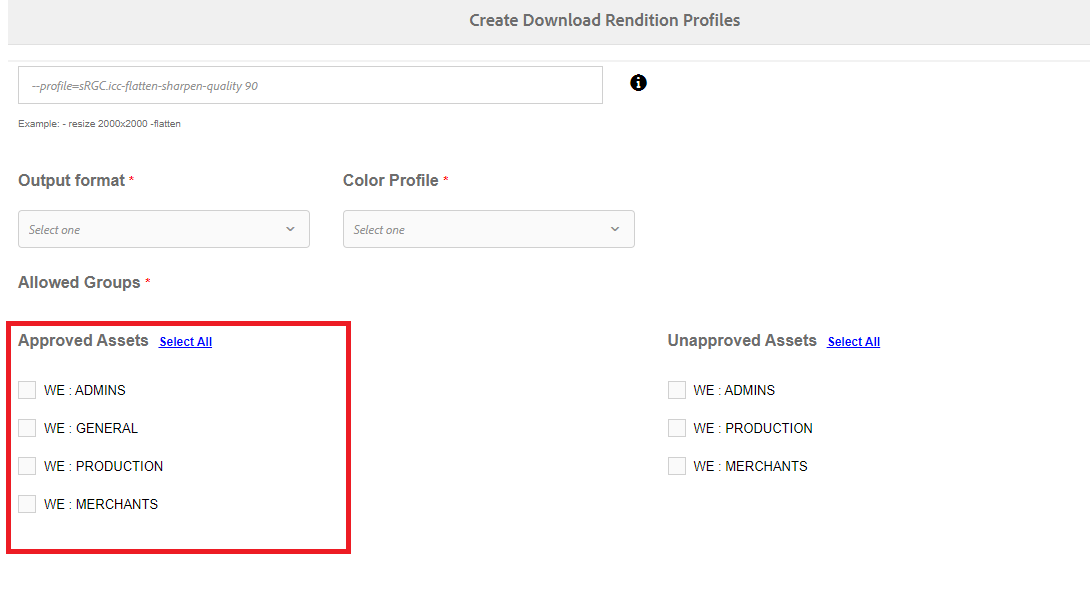 Create Download Rendition Profiles
--profile=sRGC.icc-flatten-sharpen-quality 90
Example: - resize 2000x2000 -flatten
Output format *
Color Profile *
Select one
Select one
Allowed Groups *
Approved Assets Select All
WE : ADMINS
WE : GENERAL
WE : PRODUCTION
WE : MERCHANTS
Unapproved Assets Select All
WE : ADMINS
WE : PRODUCTION
WE : MERCHANTS